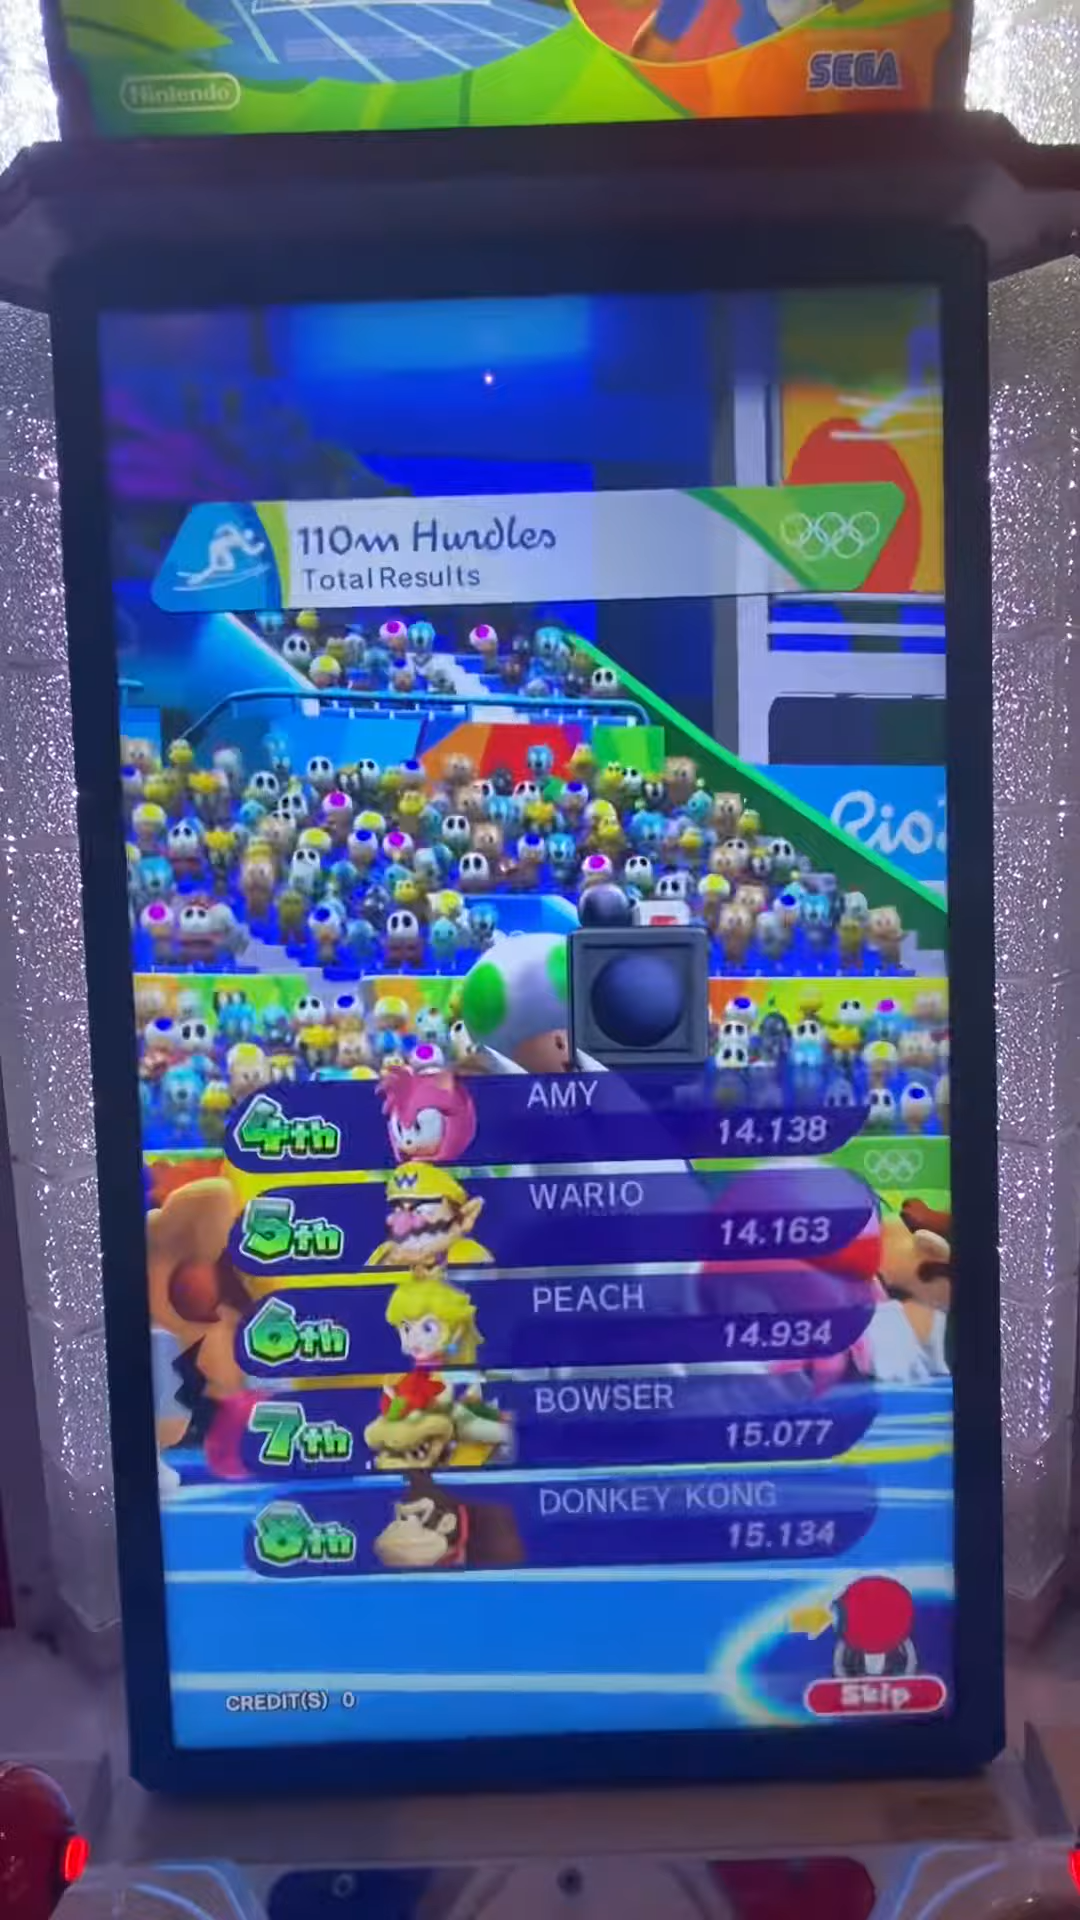 Nintendo
SEGA
110m Hurdles
Total Results
Rio
4th
AMY
14.138
5th
WARIO
14.163
6th
PEACH
14.934
7th
BOWSER
15.077
8th
DONKEY KONG
15.134
Skip
CREDIT(S) 0